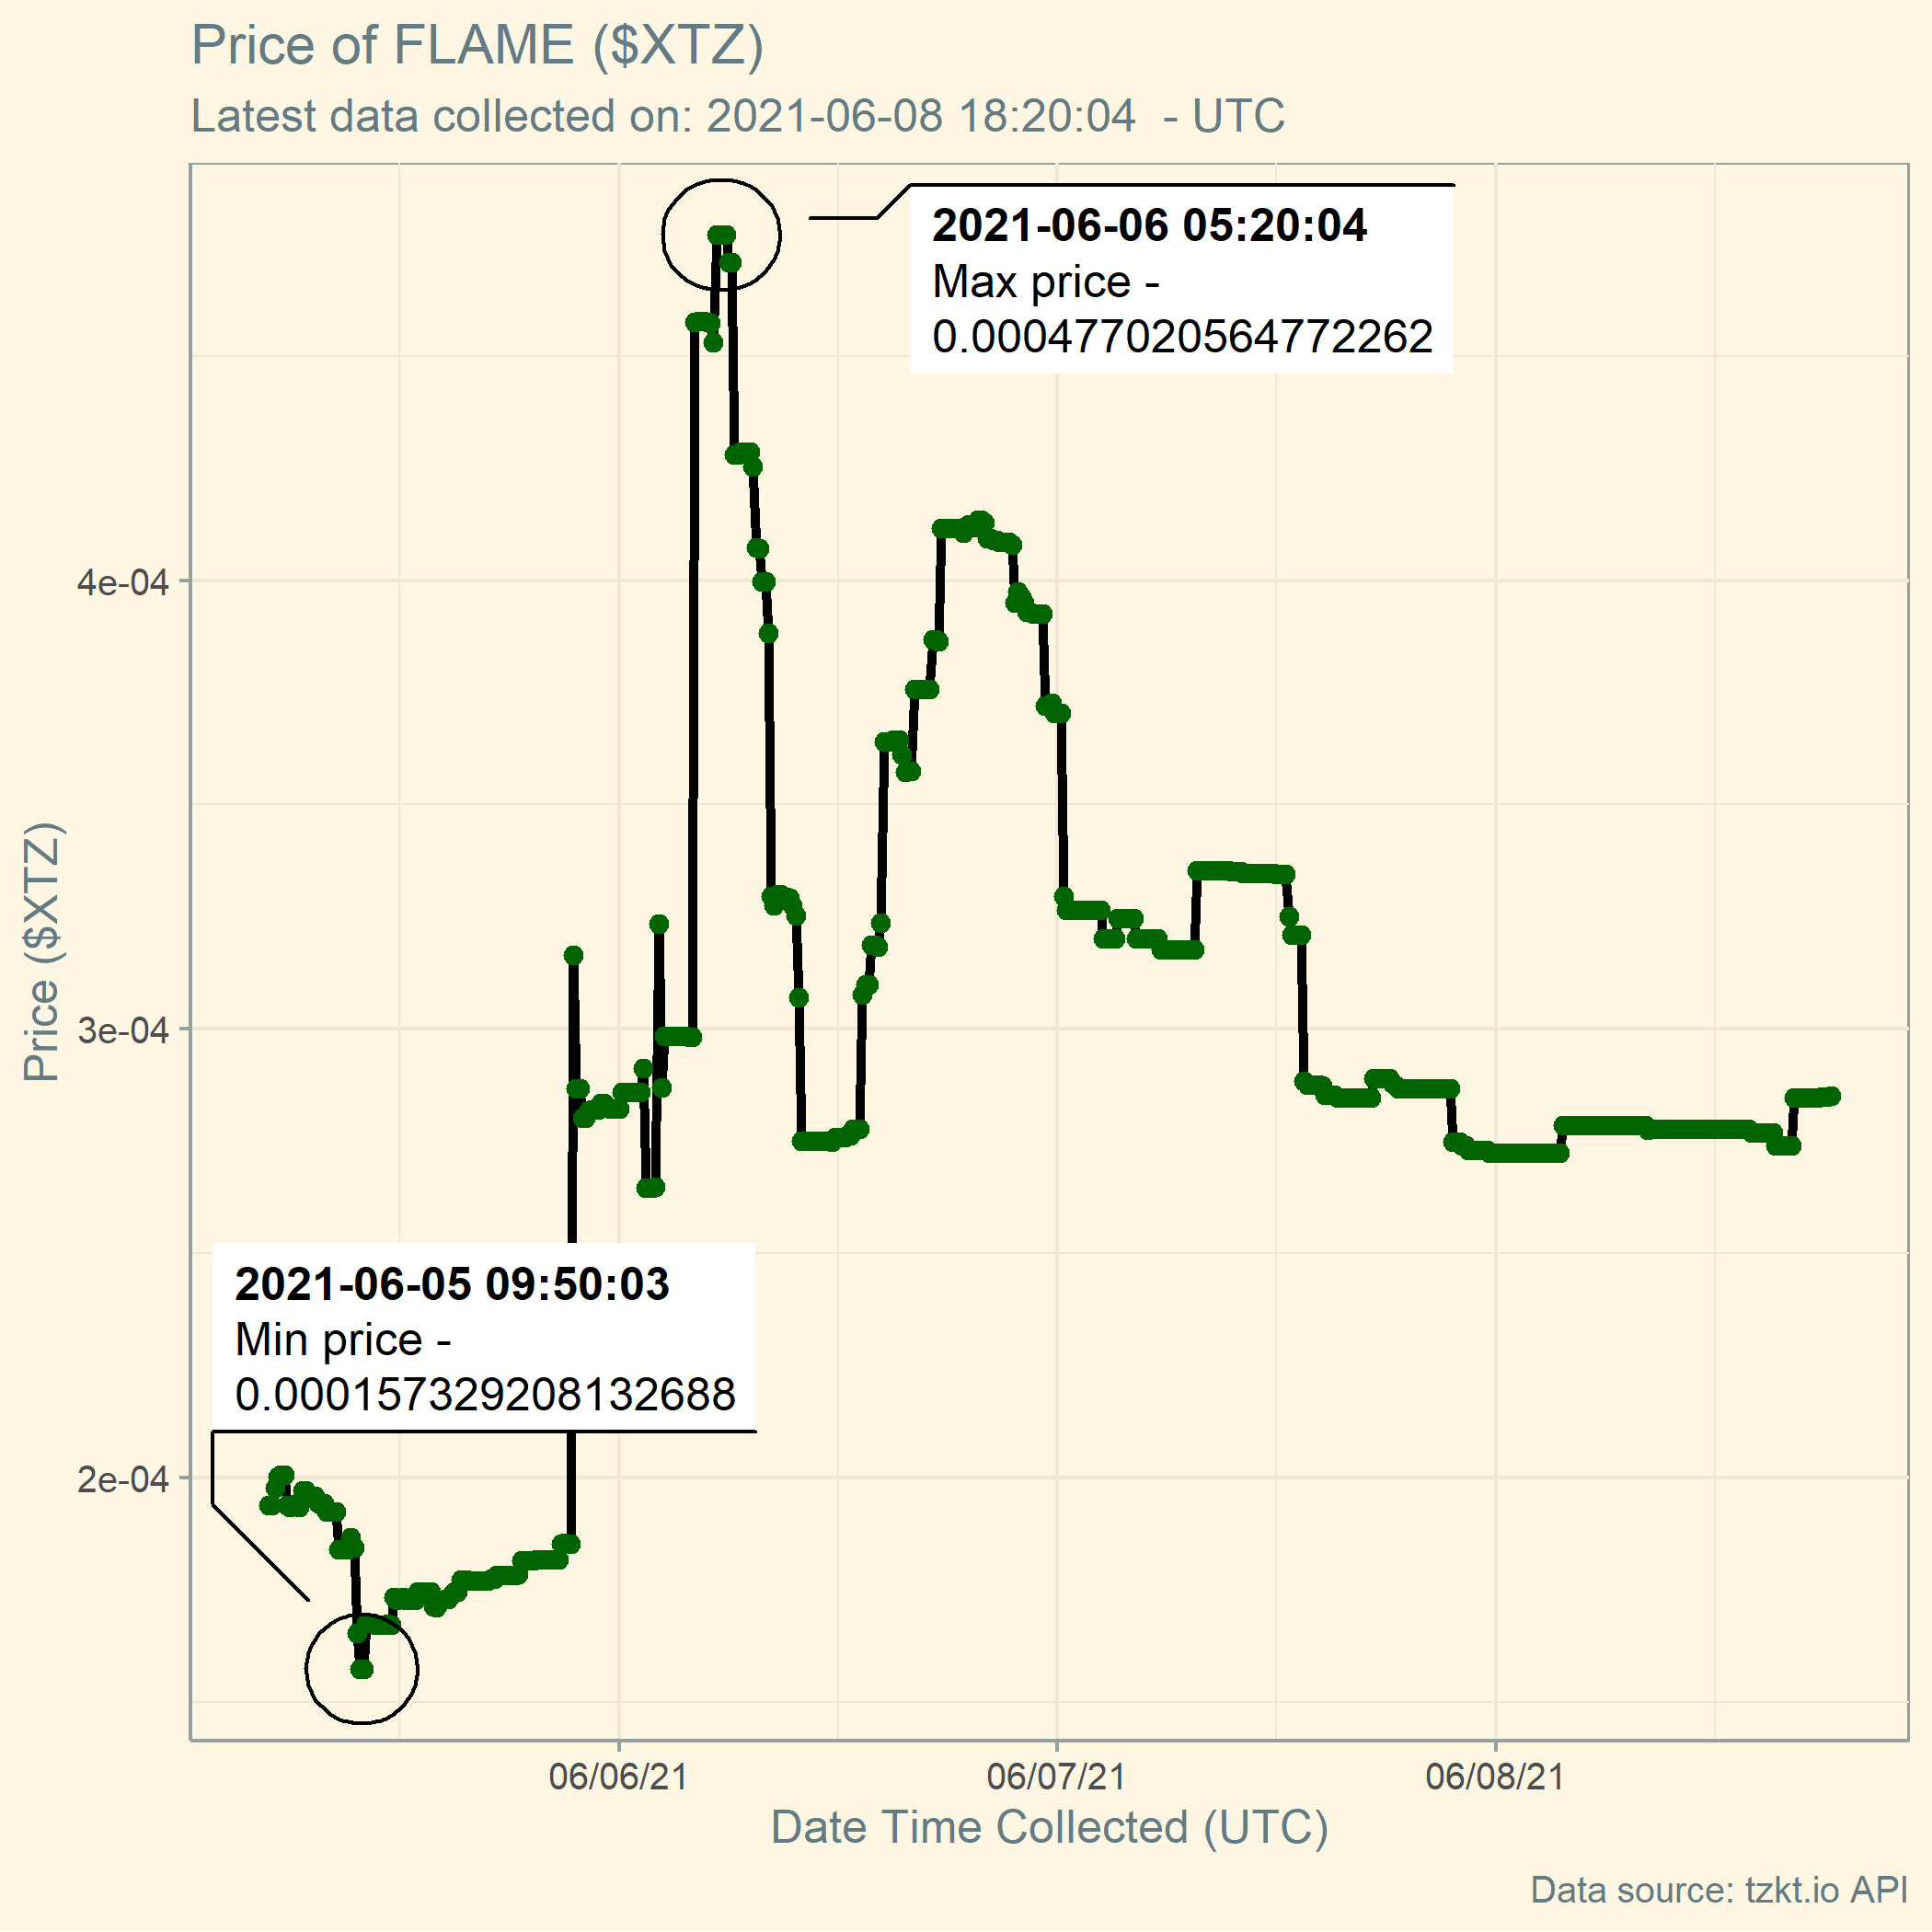 Price of FLAME ($XTZ)
Latest data collected on: 2021-06-08 18:20:04  - UTC
2021-06-06 05:20:04
Max price -
0.000477020564772262
4e-04
3e-04
2e-04
Price ($XTZ)
2021-06-05 09:50:03
Min price -
0.000157329208132688
06/06/21
06/07/21
06/08/21
Date Time Collected (UTC)
Data source: tzkt.io API